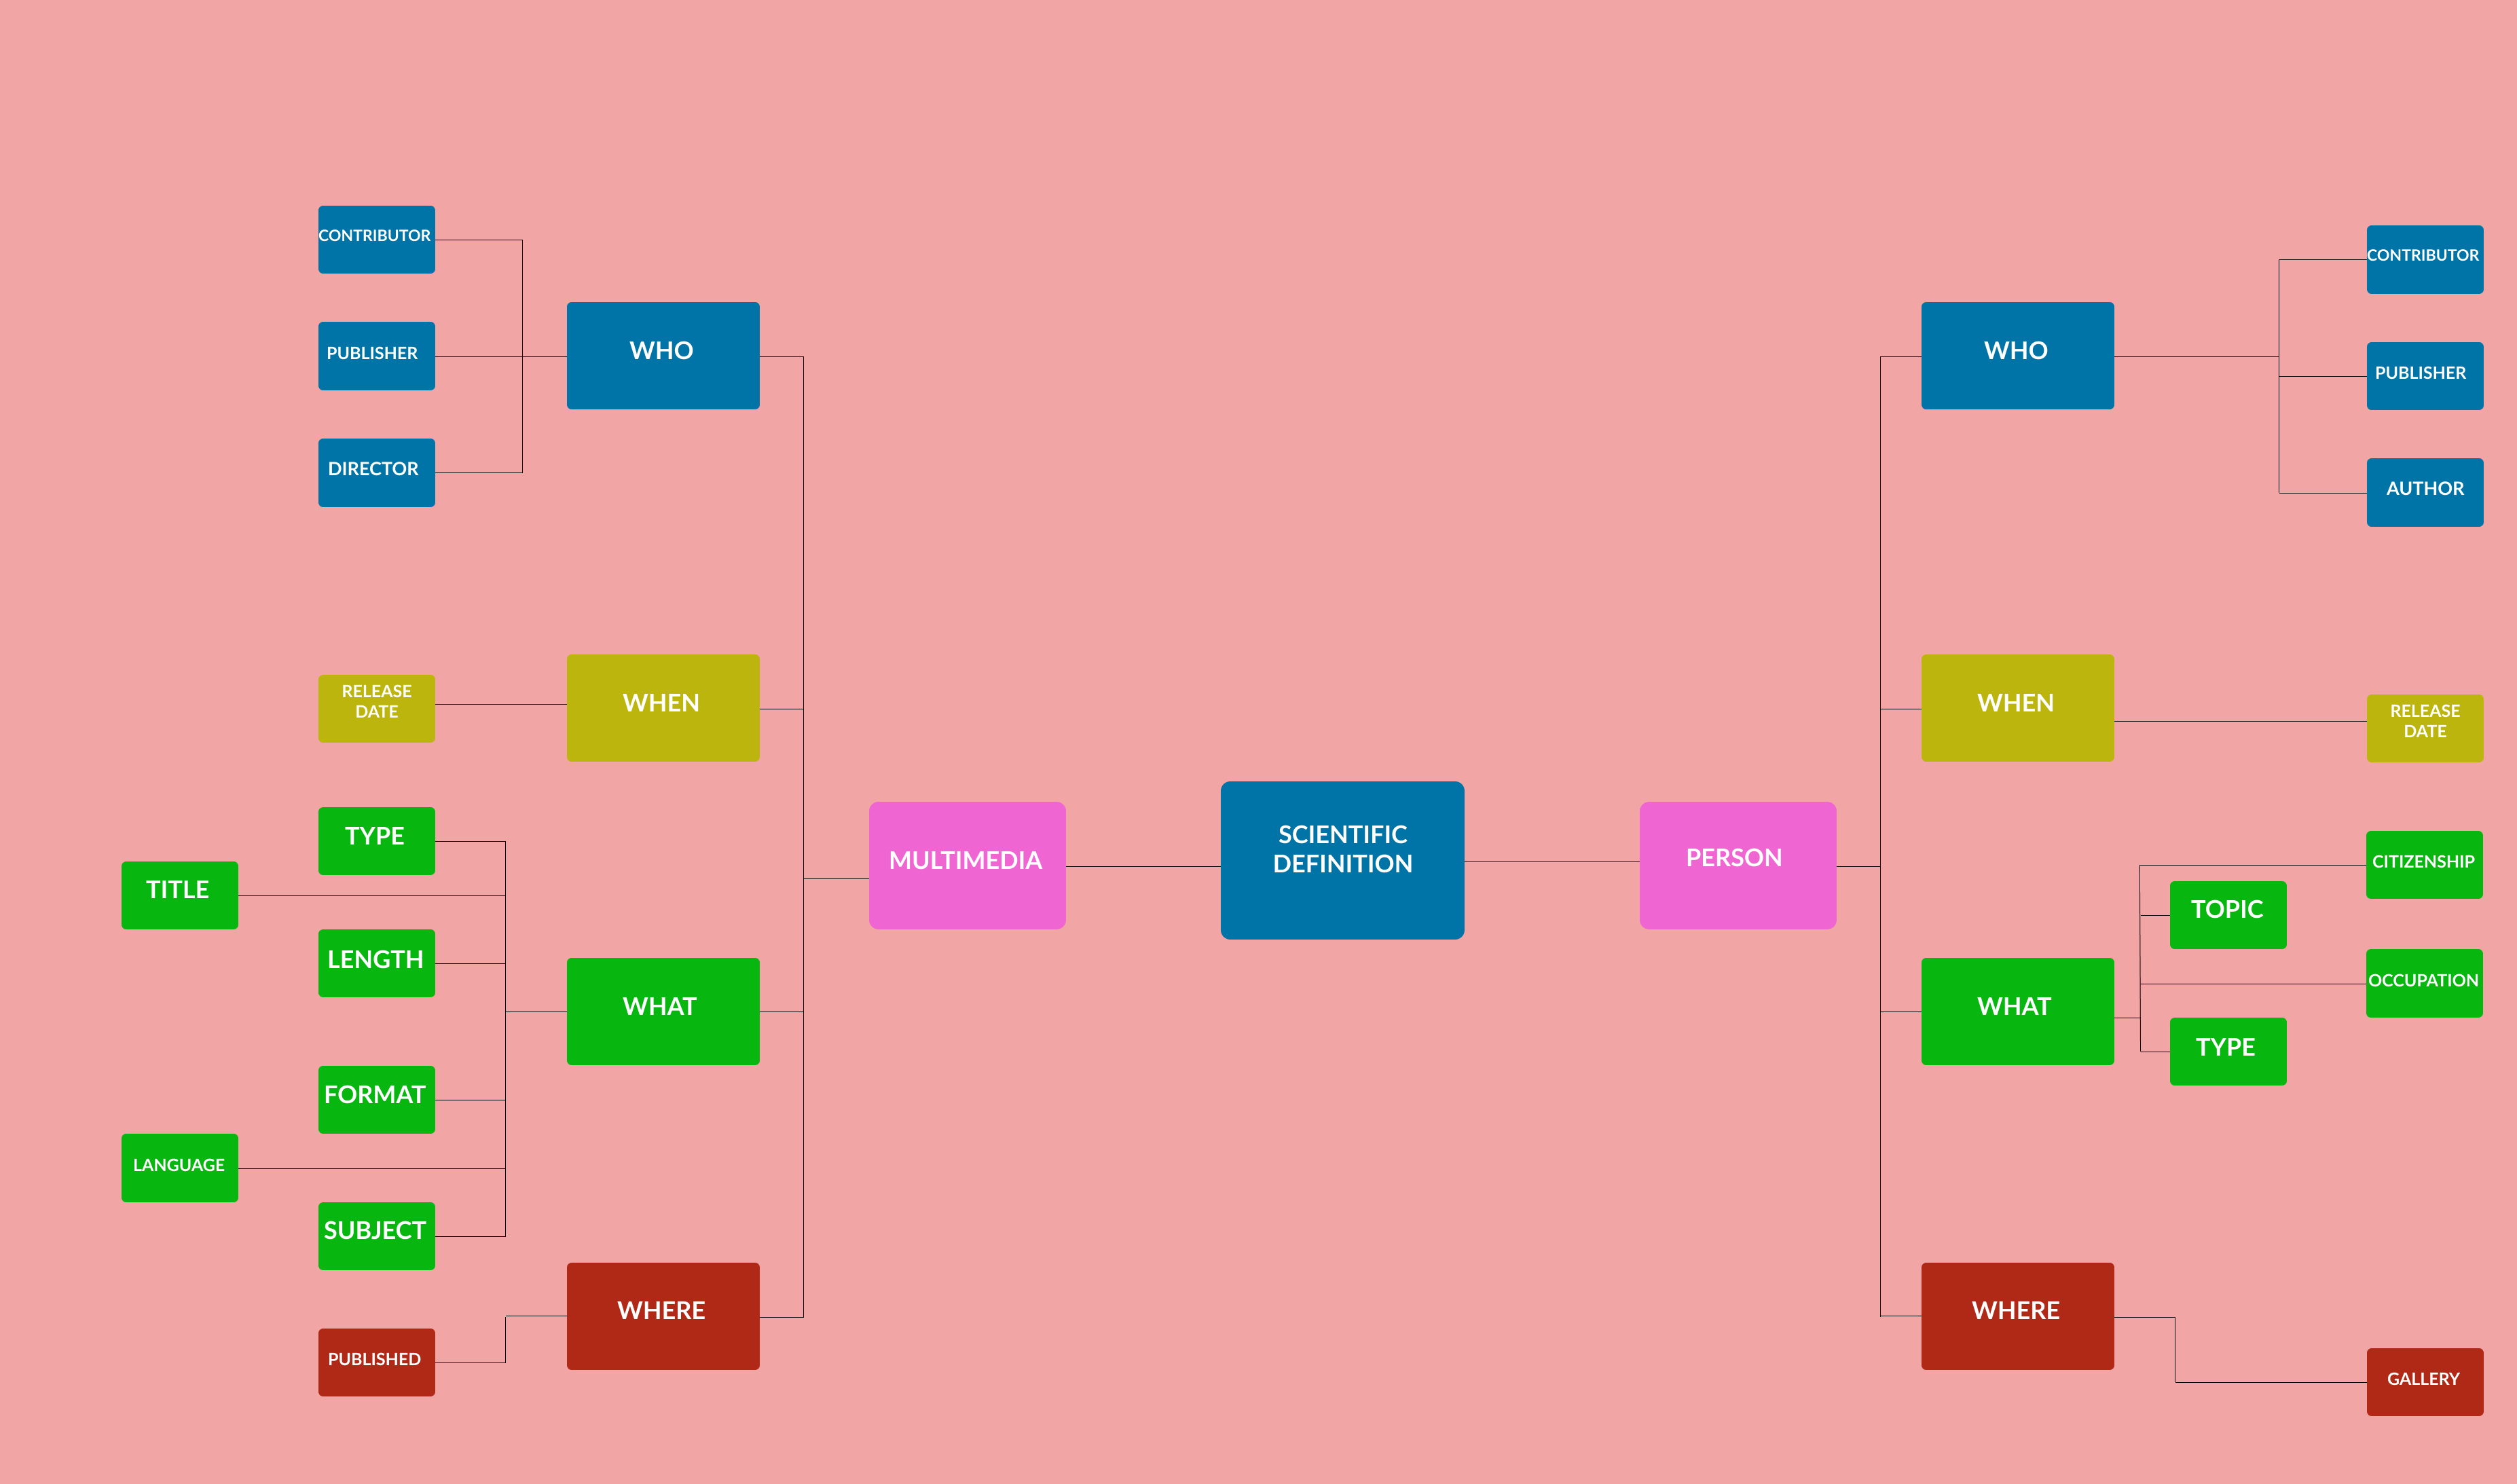 CONTRIBUTOR
PUBLISHER
DIRECTOR
WHO
RELEASE
DATE
WHEN
TYPE
TITLE
LENGTH
FORMAT
LANGUAGE
SUBJECT
WHAT
PUBLISHED
WHERE
MULTIMEDIA
SCIENTIFIC
DEFINITION
PERSON
WHO
CONTRIBUTOR
PUBLISHER
AUTHOR
WHEN
RELEASE
DATE
WHAT
CITIZENSHIP
TOPIC
OCCUPATION
TYPE
WHERE
GALLERY